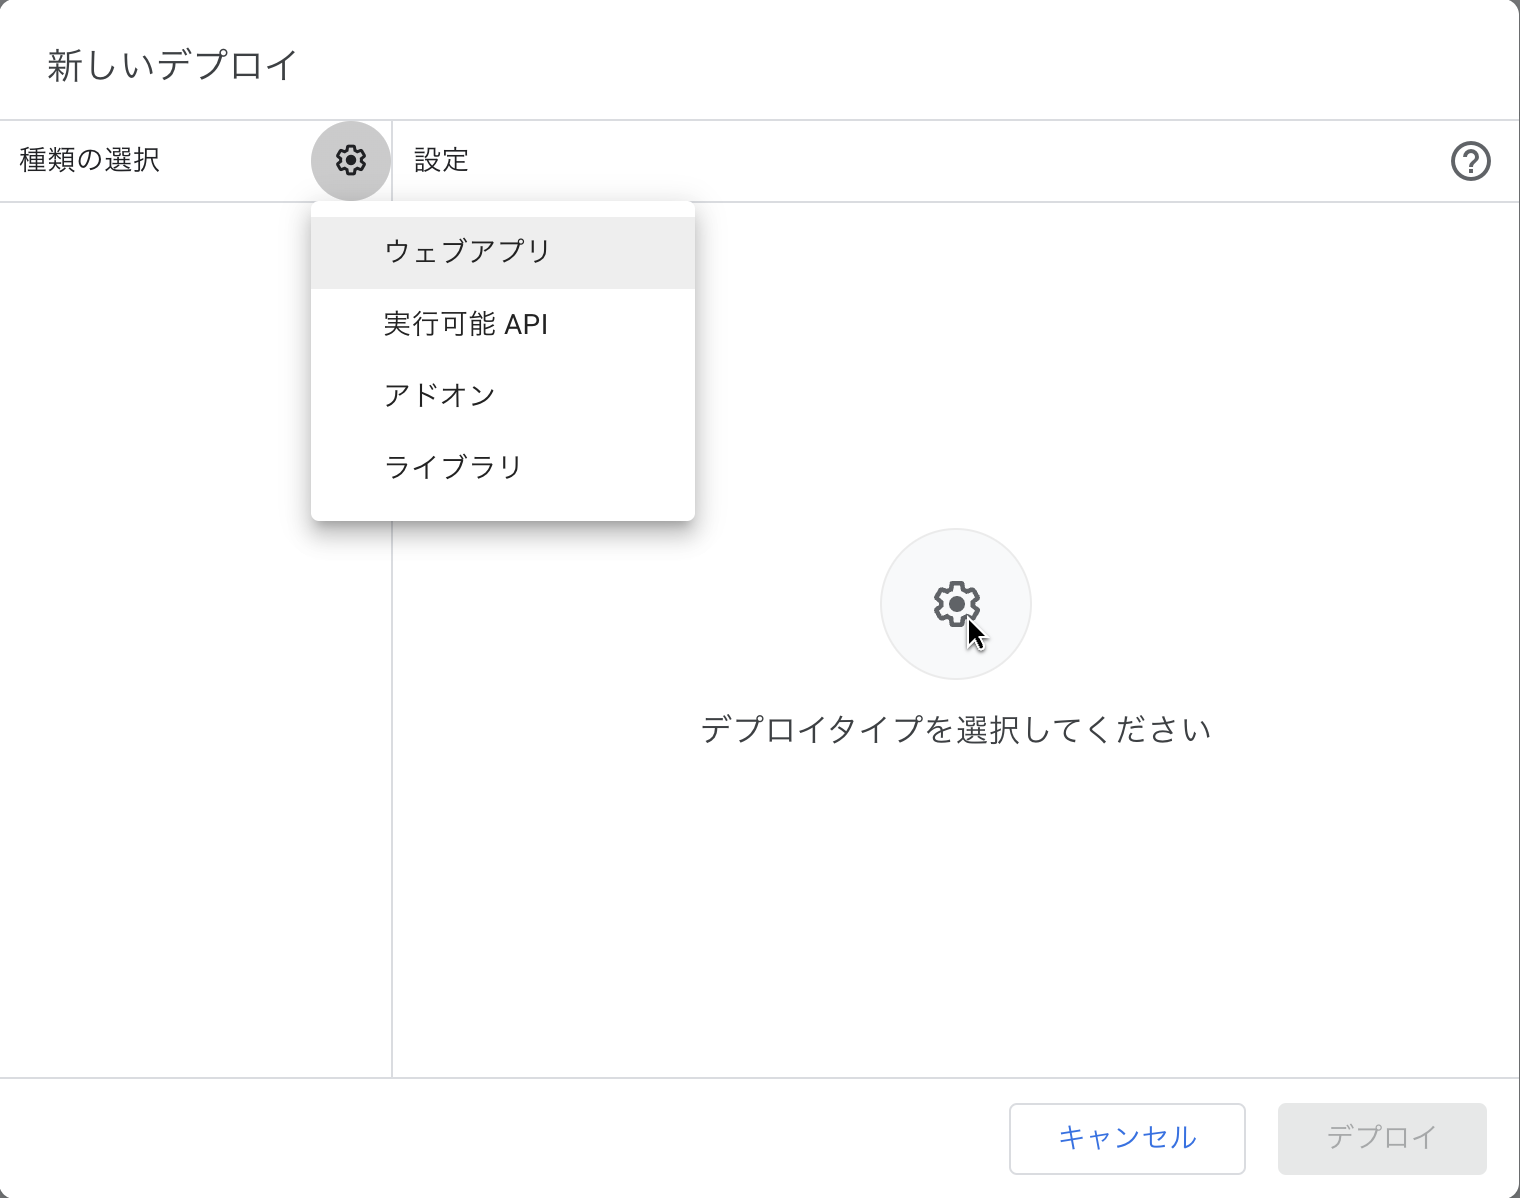 新しいデプロイ
種類の選択
設定
ウェブアプリ
実行可能 API
アドオン
ライブラリ
デプロイタイプを選択してください
キャンセル
デプロイ